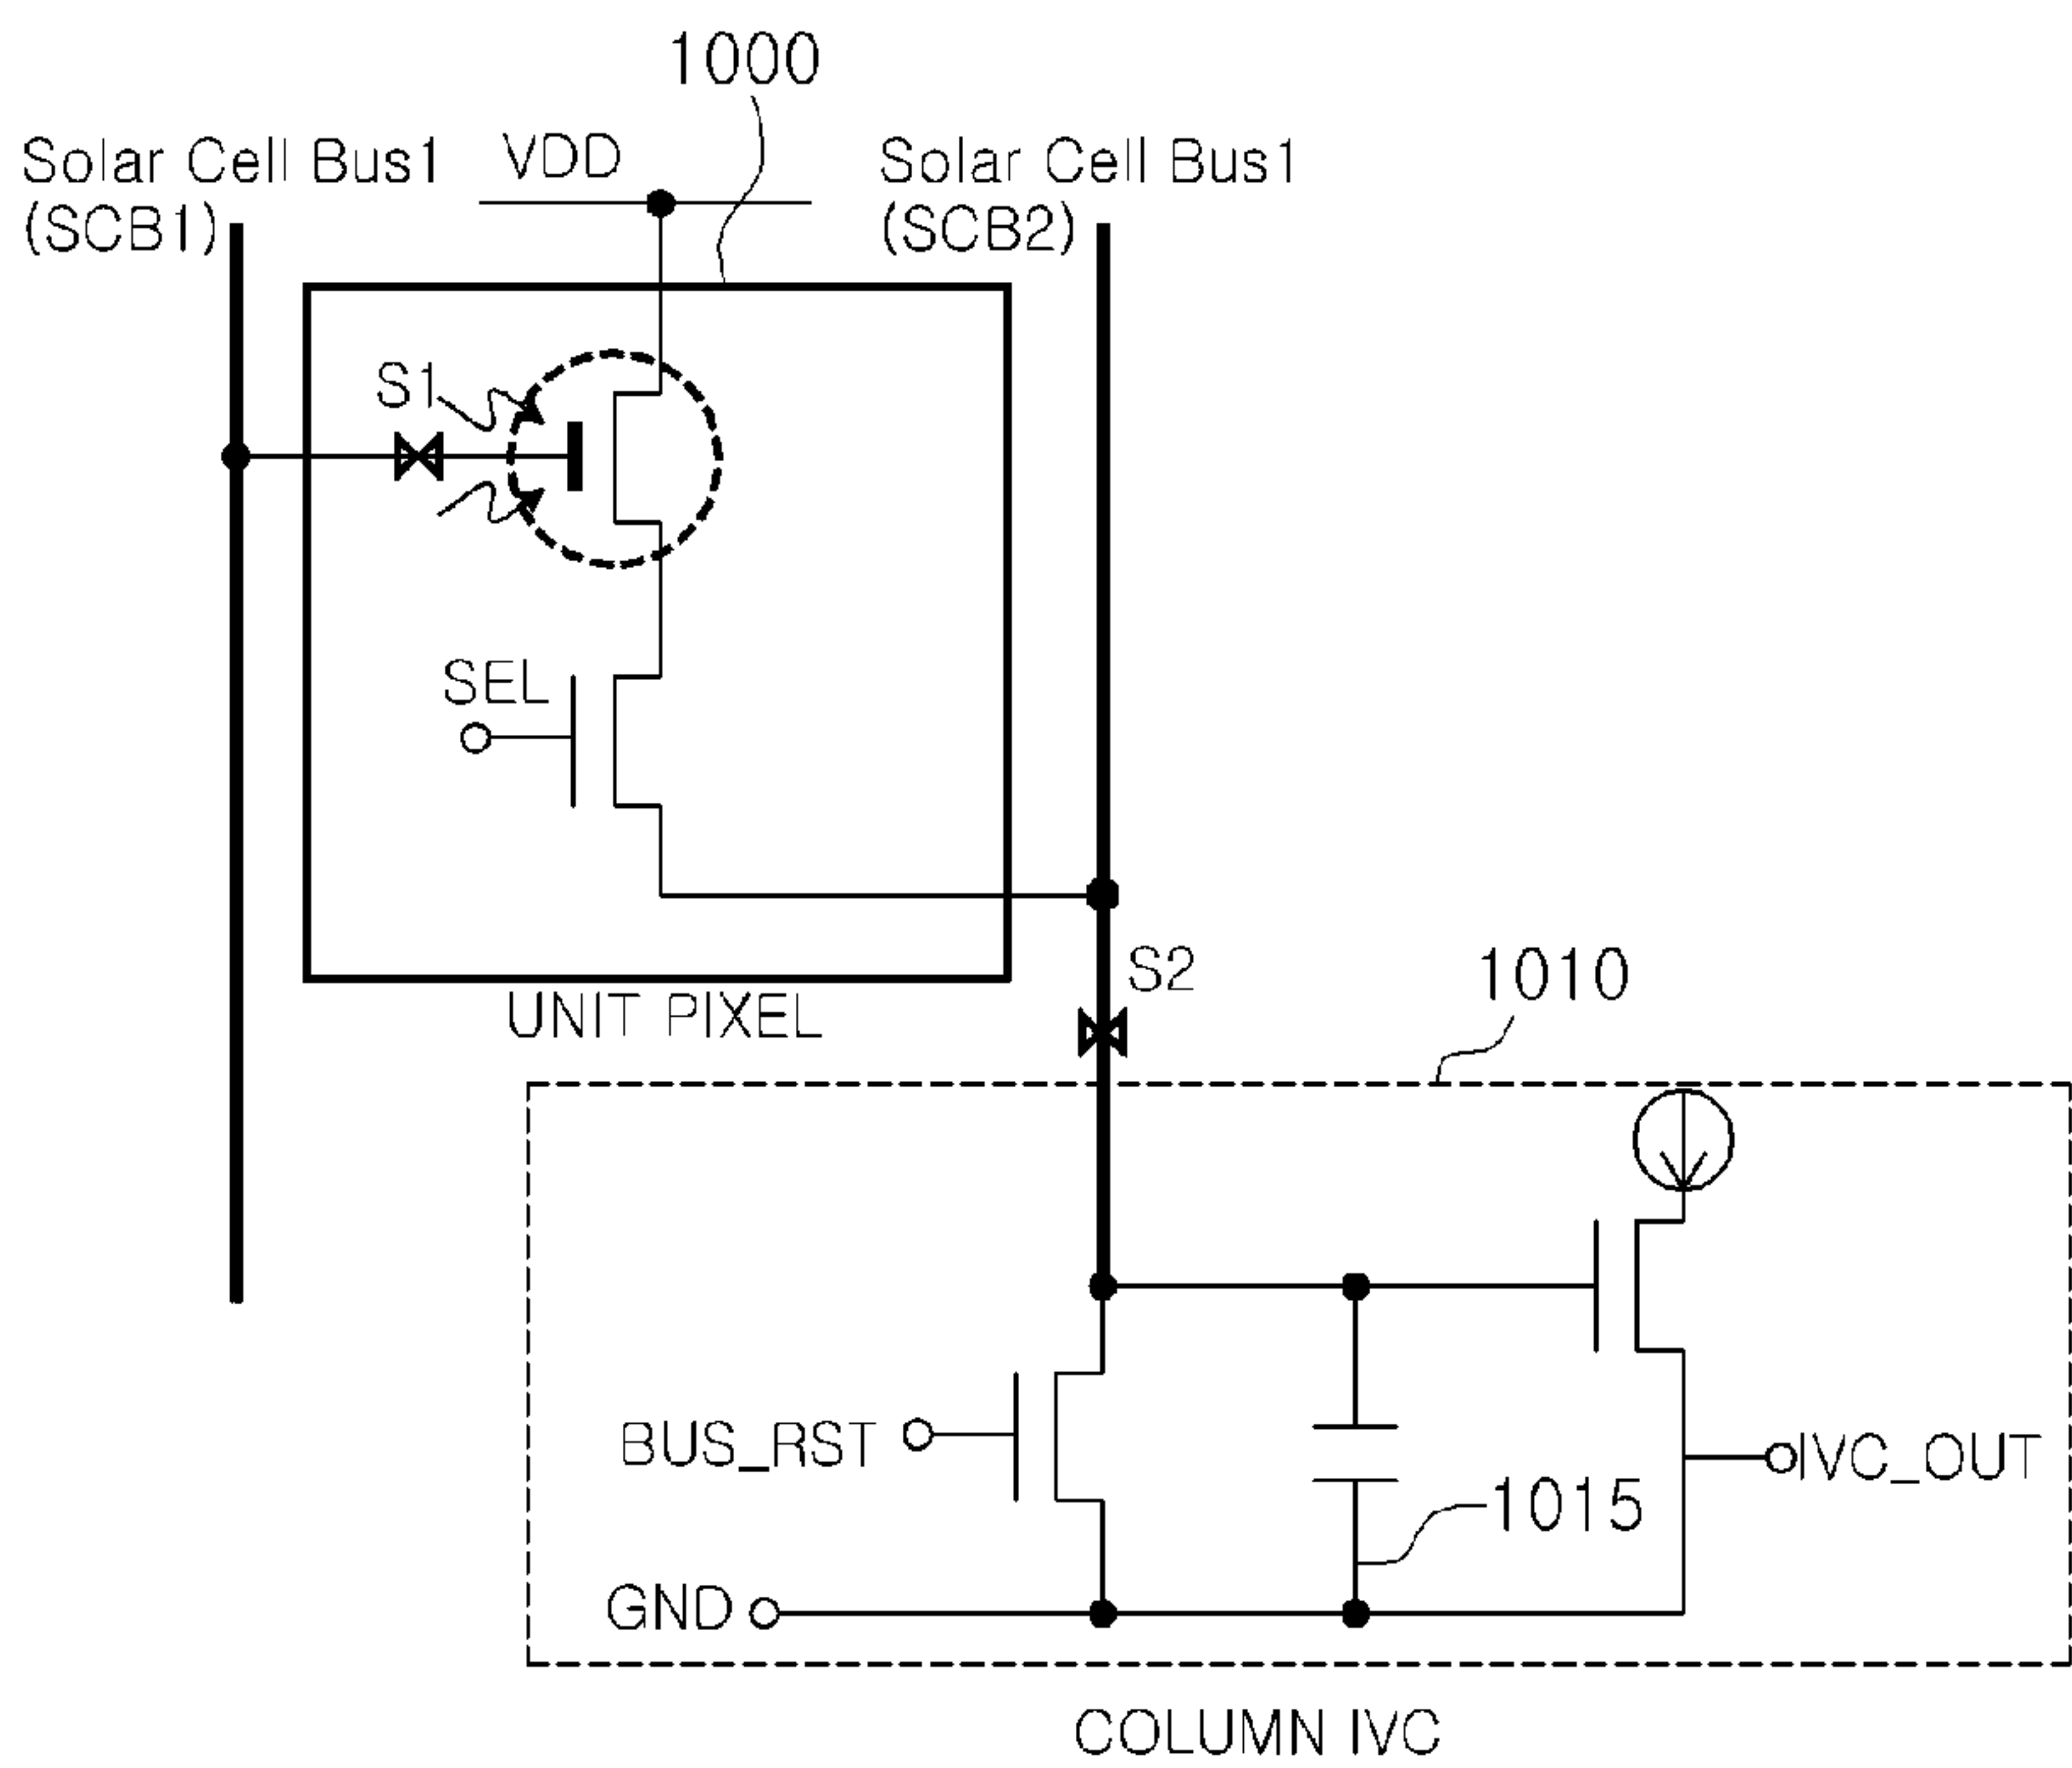 1000
Solar Cell Bus1
(SCB1)
VDD
Solar Cell Bus1
(SCB2)
S1
SEL
UNIT PIXEL
S2
1010
BUS_RST
IVC_OUT
1015
GND
COLUMN IVC